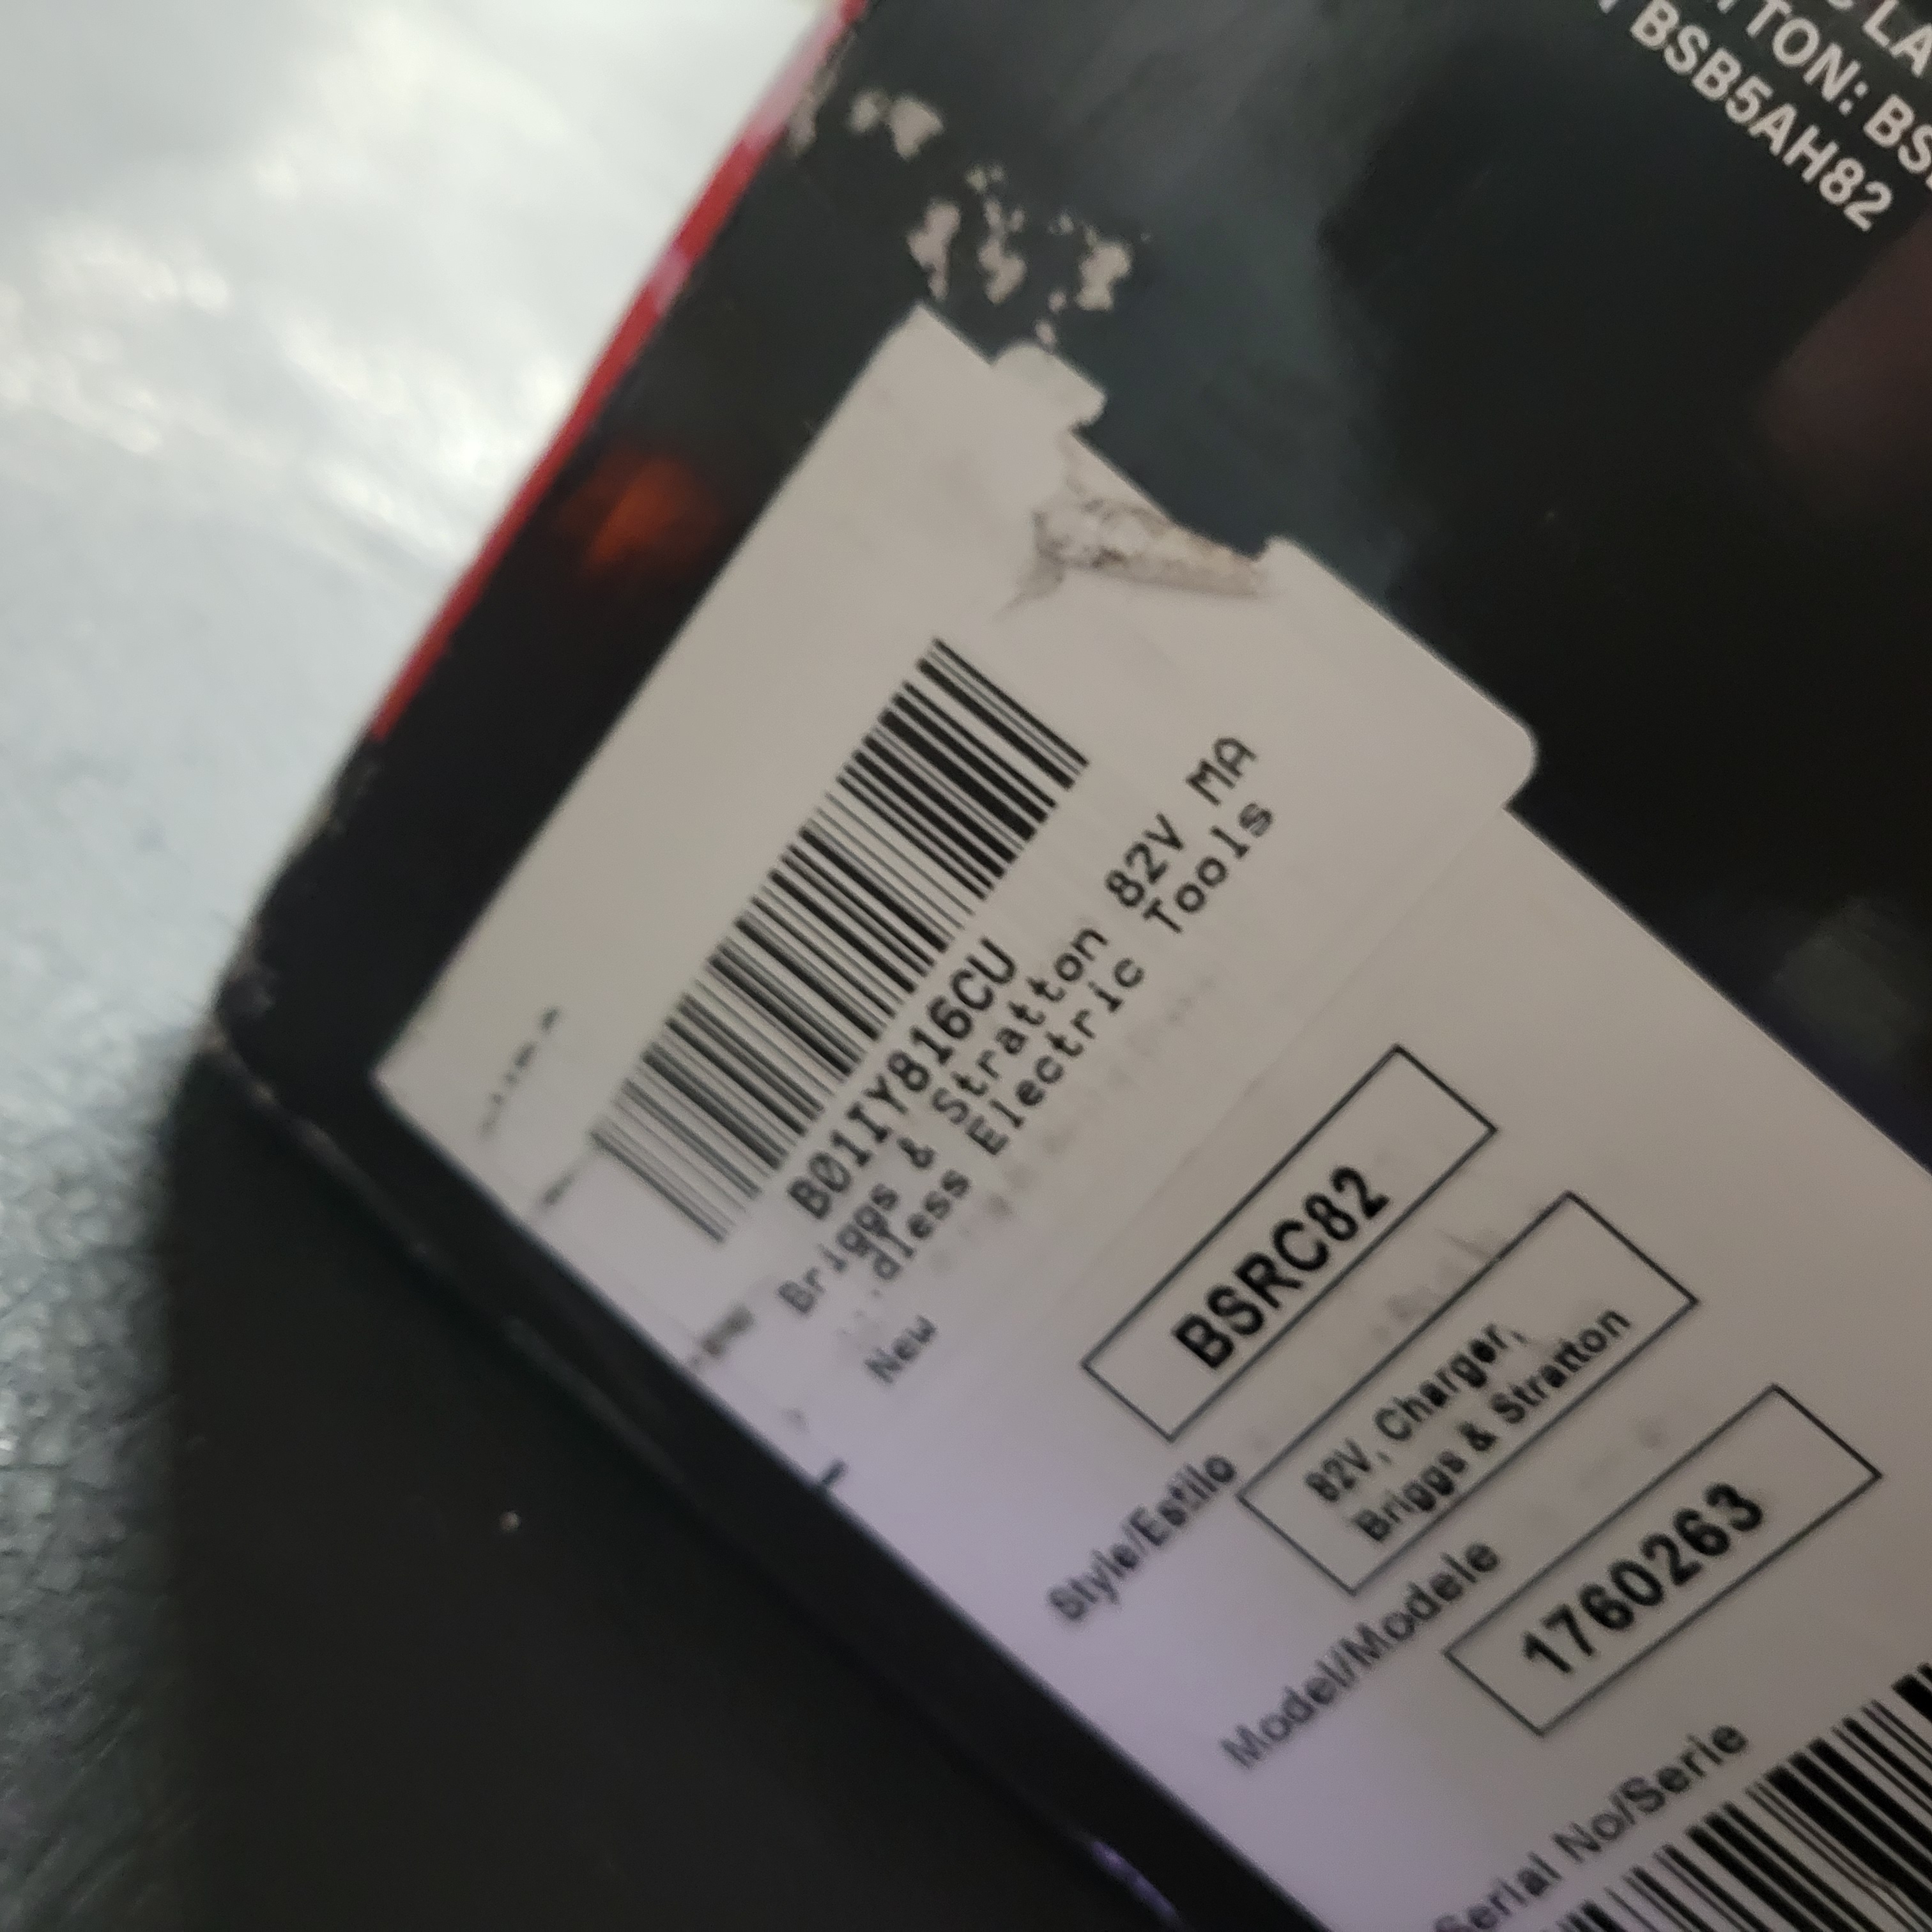 LA
TTON: BS
BSB5AH82
B01IY816CU
Briggs & Stratton 82V MA
dless Electric Tools
New
BSRC82
Style/Estilo
82V, Charger,
Briggs & Stratton
Model/Modele
1760263
Serial No/Serie